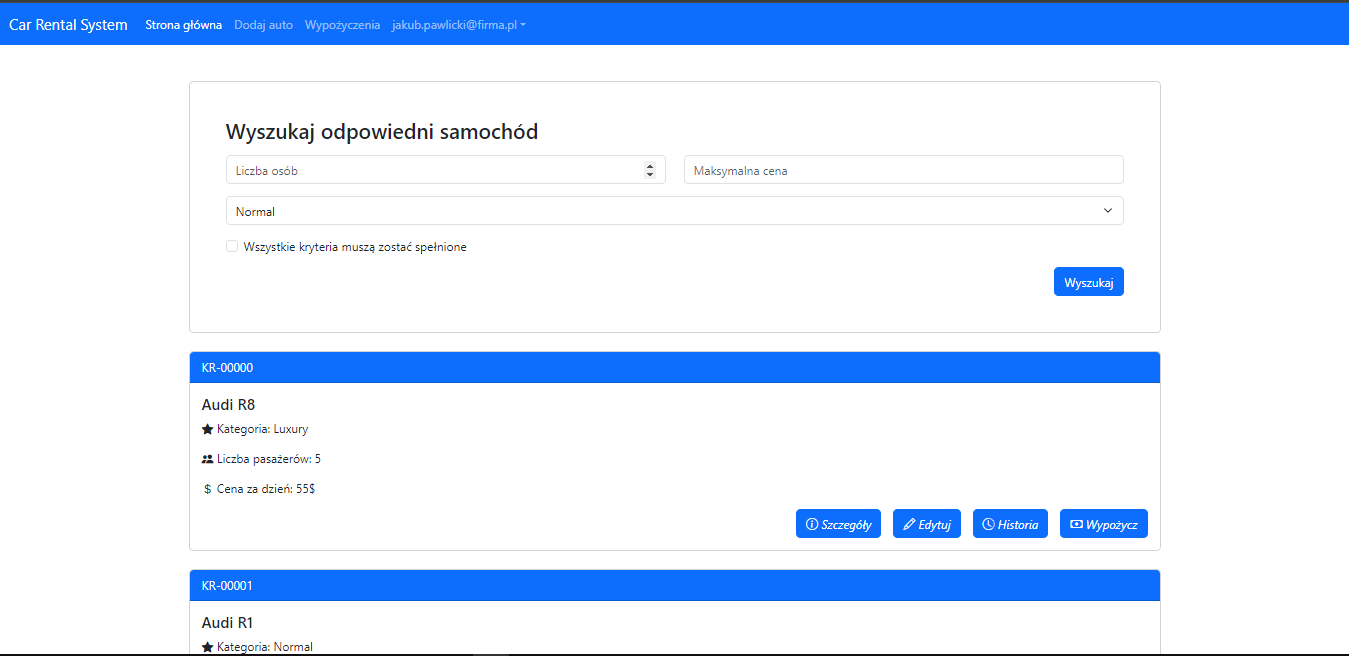 Car Rental System Strona główna Dodaj auto Wypożyczenia jakub.pawlicki@firma.pl
Wyszukaj odpowiedni samochód
Liczba osób Maksymalna cena
Normal
Wszystkie kryteria muszą zostać spełnione
Wyszukaj
KR-00000
Audi R8
Kategoria: Luxury
Liczba pasażerów: 5
$ Cena za dzień: 55$
Szczegóły Edytuj Historia Wypożycz
KR-00001
Audi R1
Kategoria: Normal